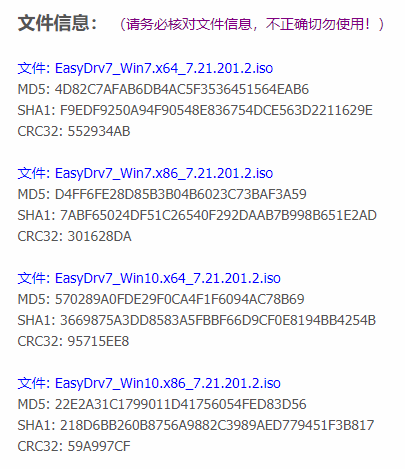 文件信息：（请务必核对文件信息，不正确切勿使用！）
文件: EasyDrv7_Win7.x64_7.21.201.2.iso
MD5: 4D82C7AFAB6DB4AC5F3536451564EAB6
SHA1: F9EDF9250A94F90548E836754DCE563D2211629E
CRC32: 552934AB
文件: EasyDrv7_Win7.x86_7.21.201.2.iso
MD5: D4FF6FE28D85B3B04B6023C73BAF3A59
SHA1: 7ABF65024DF51C26540F292DAAB7B998B651E2AD
CRC32: 301628DA
文件: EasyDrv7_Win10.x64_7.21.201.2.iso
MD5: 570289A0FDE29F0CA4F1F6094AC78B69
SHA1: 3669875A3DD8583A5FBBF66D9CF0E8194BB4254B
CRC32: 95715EE8
文件: EasyDrv7_Win10.x86_7.21.201.2.iso
MD5: 22E2A31C1799011D41756054FED83D56
SHA1: 218D6BB260B8756A9882C3989AED779451F3B817
CRC32: 59A997CF